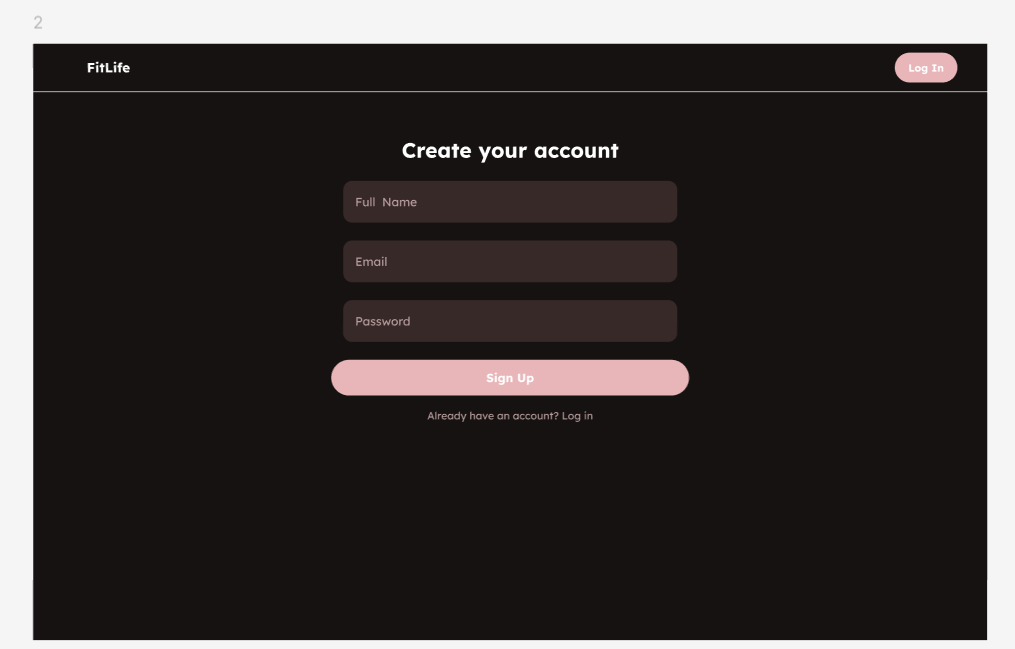 2
FitLife
Log In
Create your account
Full Name
Email
Password
Sign Up
Already have an account? Log in